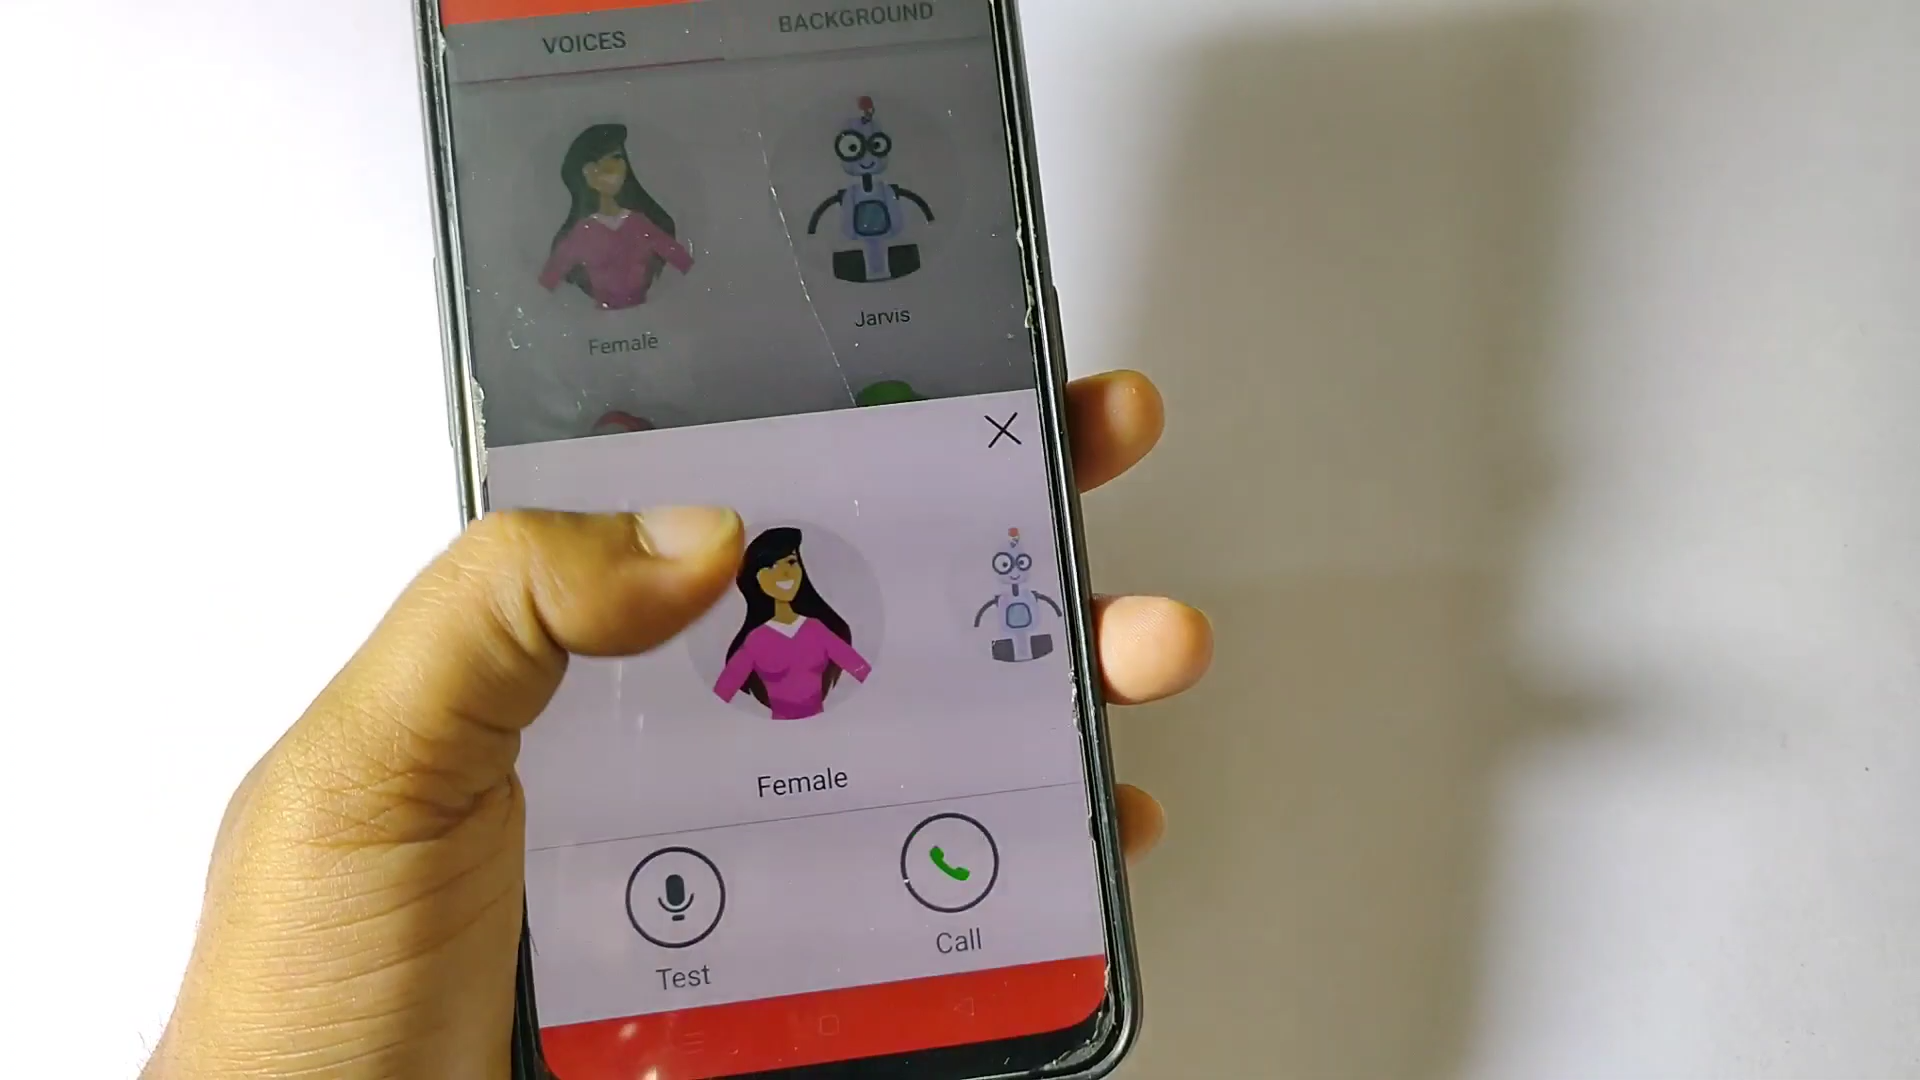 VOICES
BACKGROUND
Female
Jarvis
Female
Test
Call